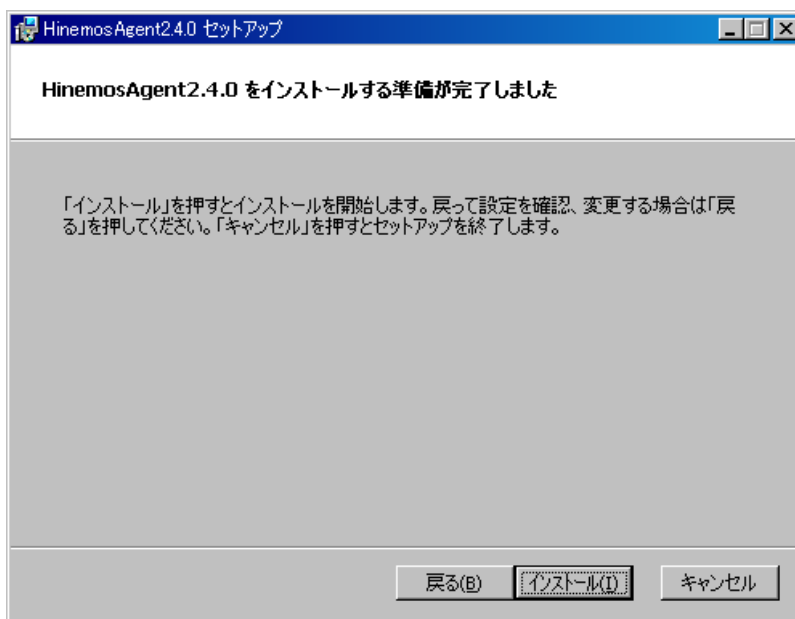 HinemosAgent2.4.0 セットアップ
HinemosAgent2.4.0 をインストールする準備が完了しました
「インストール」を押すとインストールを開始します。戻って設定を確認、変更する場合は「戻
る」を押してください。「キャンセル」を押すとセットアップを終了します。
戻る(B) インストール(I) キャンセル